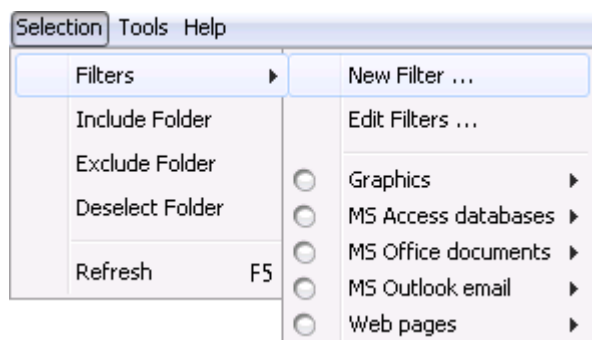 Selection Tools Help
Filters
Include Folder
Exclude Folder
Deselect Folder
Refresh F5
New Filter ...
Edit Filters ...
Graphics
MS Access databases
MS Office documents
MS Outlook email
Web pages